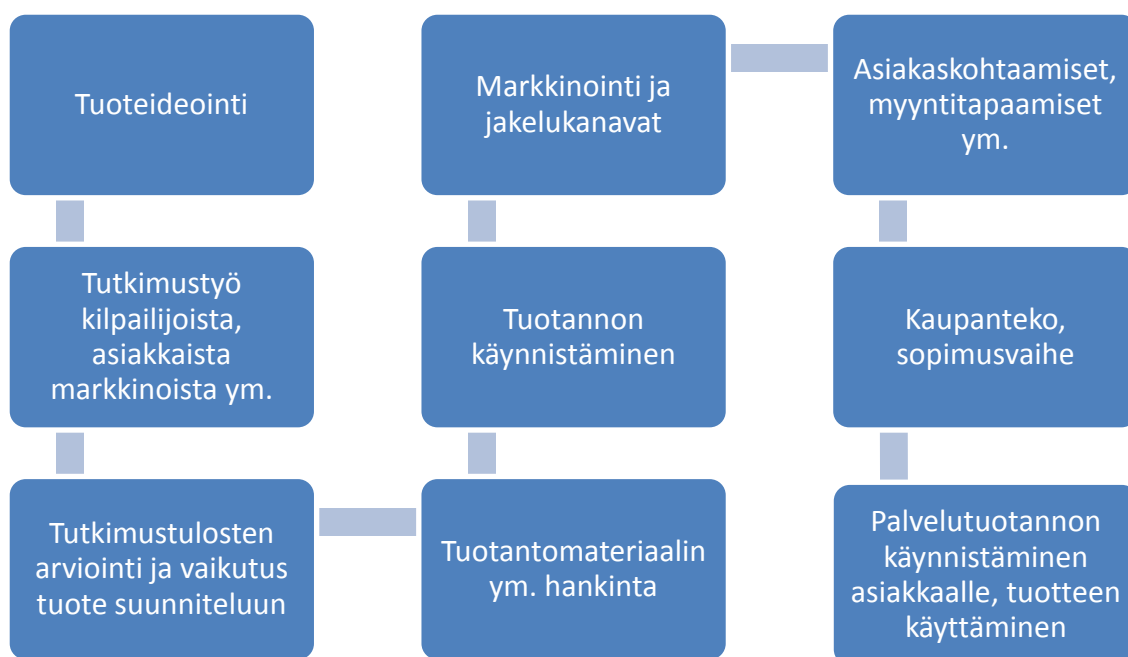 Tuoteideointi
Tutkimustyö
kilpailijoista,
asiakkaista
markkinoista ym.
Tutkimustulosten
arviointi ja vaikutus
tuote suunniteluun
Tuotantomateriaalin
ym. hankinta
Tuotannon
käynnistäminen
Markkinointi ja
jakelukanavat
Asiakaskohtaamiset,
myyntitapaamiset
ym.
Kaupanteko,
sopimusvaihe
Palvelutuotannon
käynnistäminen
asiakkaalle, tuotteen
käyttäminen